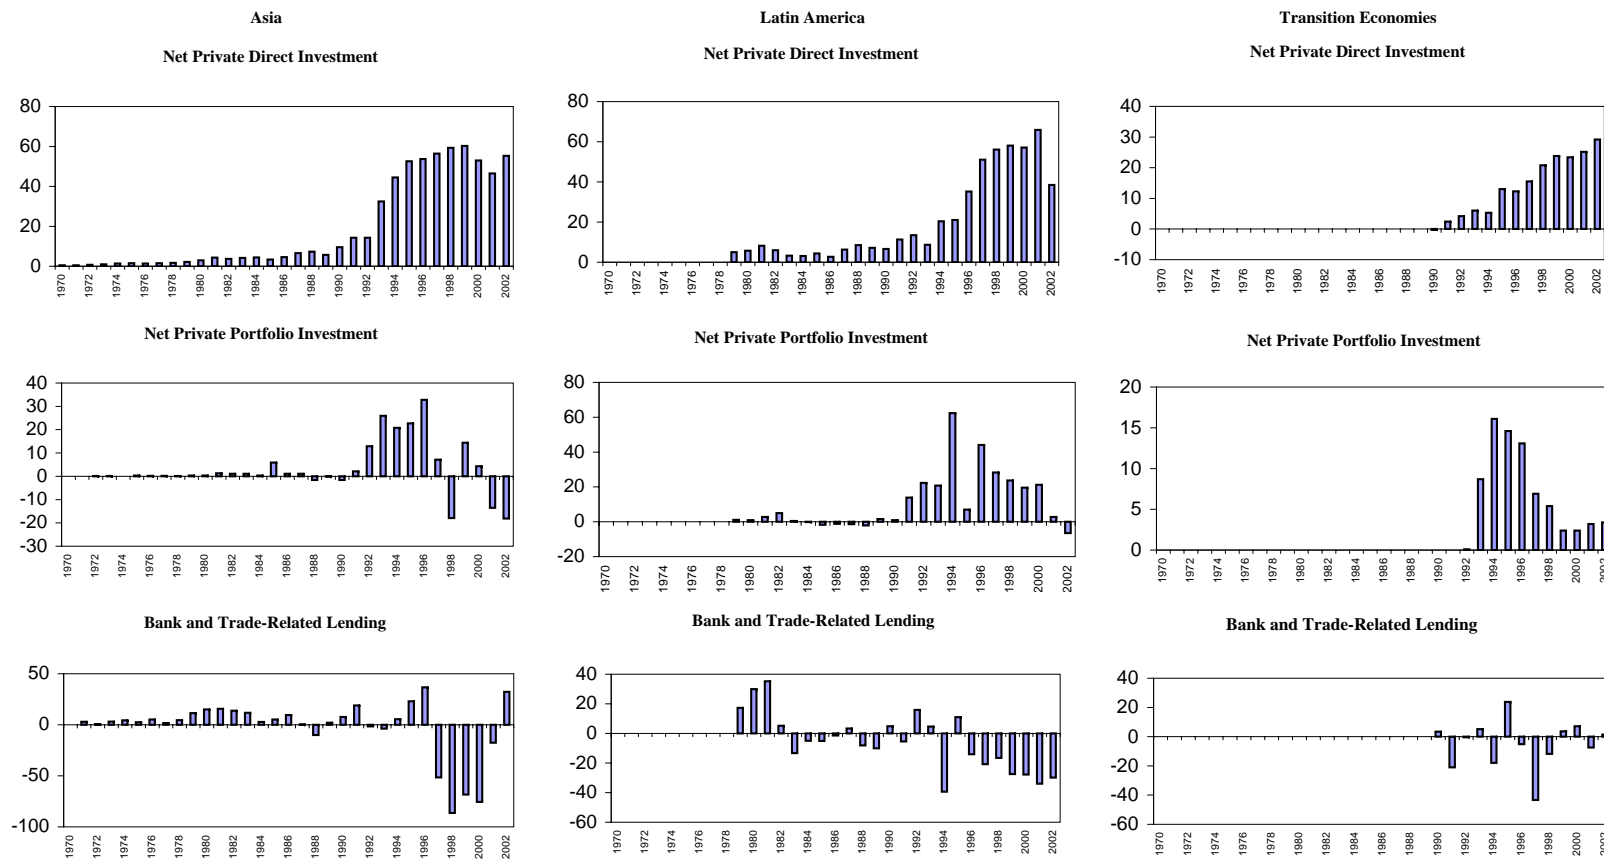 Asia
Latin America
Transition Economies
Net Private Direct Investment
Net Private Direct Investment
Net Private Direct Investment
80
60
40
20
0
1970 1972 1974 1976 1978 1980 1982 1984 1986 1988 1990 1992 1994 1996 1998 2000 2002
80
60
40
20
0
1970 1972 1974 1976 1978 1980 1982 1984 1986 1988 1990 1992 1994 1996 1998 2000 2002
40
30
20
10
0
-10
1970 1972 1974 1976 1978 1980 1982 1984 1986 1988 1990 1992 1994 1996 1998 2000 2002
Net Private Portfolio Investment
Net Private Portfolio Investment
Net Private Portfolio Investment
40
30
20
10
0
-10
-20
-30
1970 1972 1974 1976 1978 1980 1982 1984 1986 1988 1990 1992 1994 1996 1998 2000 2002
80
60
40
20
0
-20
1970 1972 1974 1976 1978 1980 1982 1984 1986 1988 1990 1992 1994 1996 1998 2000 2002
20
15
10
5
0
1970 1972 1974 1976 1978 1980 1982 1984 1986 1988 1990 1992 1994 1996 1998 2000 2002
Bank and Trade-Related Lending
Bank and Trade-Related Lending
Bank and Trade-Related Lending
50
0
-50
-100
1970 1972 1974 1976 1978 1980 1982 1984 1986 1988 1990 1992 1994 1996 1998 2000 2002
40
20
0
-20
-40
-60
1970 1972 1974 1976 1978 1980 1982 1984 1986 1988 1990 1992 1994 1996 1998 2000 2002
40
20
0
-20
-40
-60
1970 1972 1974 1976 1978 1980 1982 1984 1986 1988 1990 1992 1994 1996 1998 2000 2002